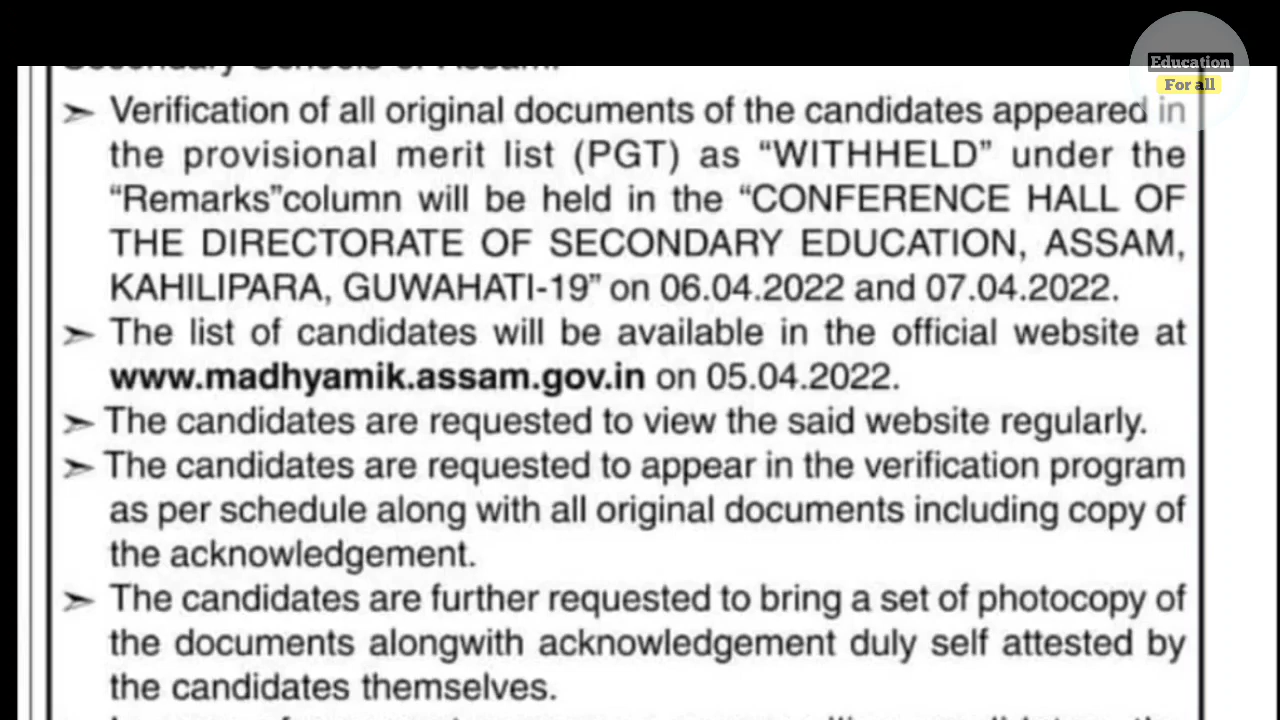 Education
For all
Secondary Schools of Assam.
➢ Verification of all original documents of the candidates appeared in
the provisional merit list (PGT) as “WITHHELD” under the
“Remarks”column will be held in the “CONFERENCE HALL OF
THE DIRECTORATE OF SECONDARY EDUCATION, ASSAM,
KAHILIPARA, GUWAHATI-19” on 06.04.2022 and 07.04.2022.
➢ The list of candidates will be available in the official website at
www.madhyamik.assam.gov.in on 05.04.2022.
➢ The candidates are requested to view the said website regularly.
➢ The candidates are requested to appear in the verification program
as per schedule along with all original documents including copy of
the acknowledgement.
➢ The candidates are further requested to bring a set of photocopy of
the documents alongwith acknowledgement duly self attested by
the candidates themselves.